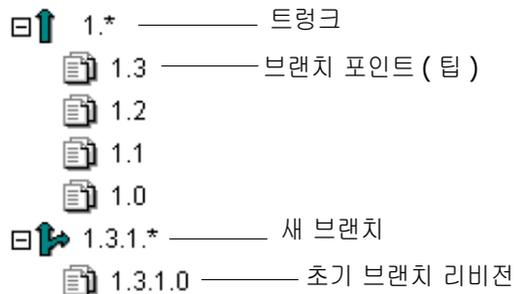 1.* 트렁크
1.3 브랜치 포인트 ( 팁 )
1.2
1.1
1.0
1.3.1.* 새 브랜치
1.3.1.0 초기 브랜치 리비전